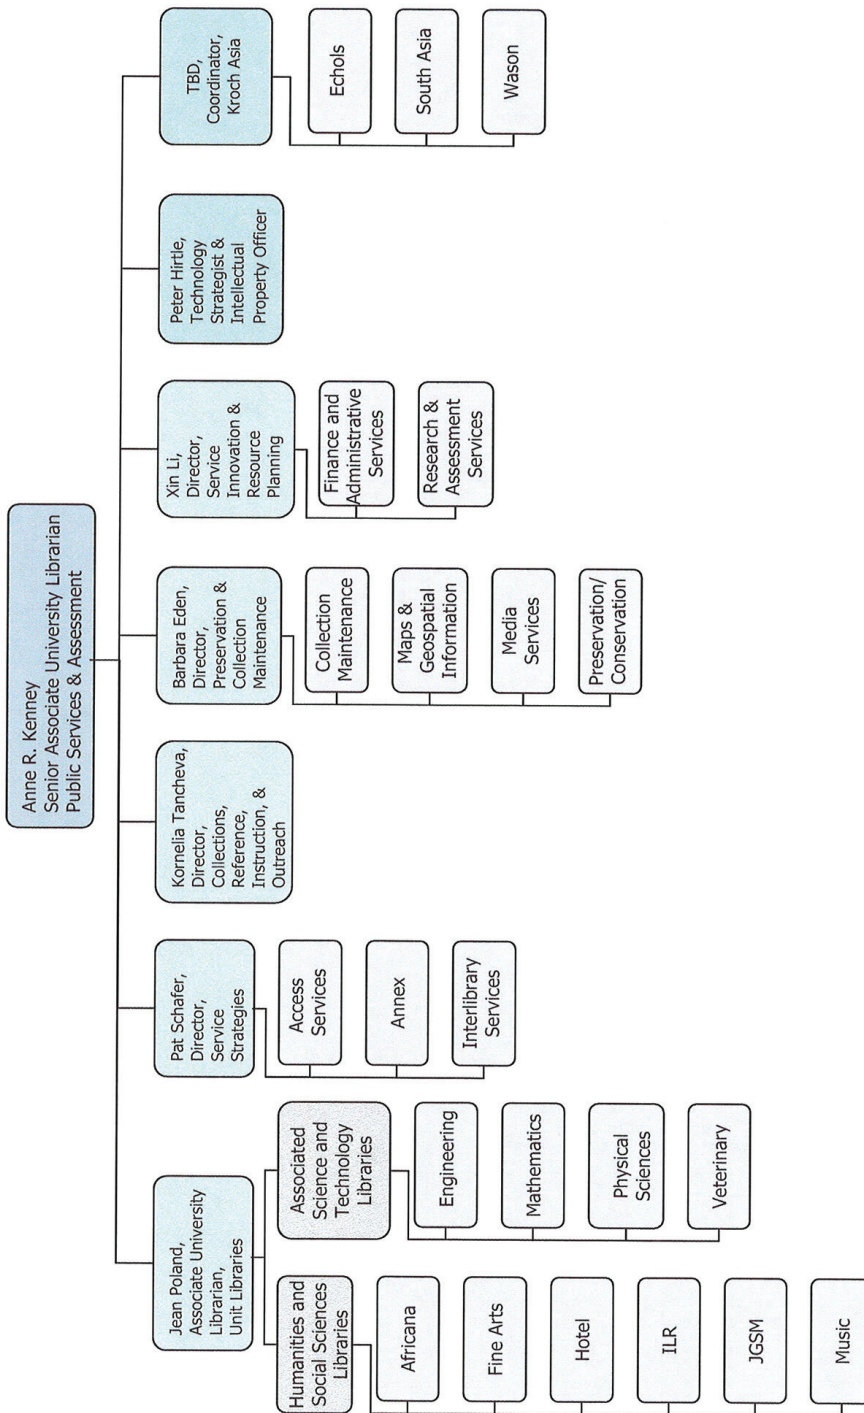 Anne R. Kenney
Senior Associate University Librarian
Public Services & Assessment
Jean Poland,
Associate University
Librarian,
Unit Libraries
Humanities and
Social Sciences
Libraries
Africana
Fine Arts
Hotel
ILR
JGSM
Music
Associated
Science and
Technology
Libraries
Engineering
Mathematics
Physical
Sciences
Veterinary
Pat Schafer,
Director,
Service
Strategies
Access
Services
Annex
Interlibrary
Services
Kornelia Tancheva,
Director,
Collections,
Reference,
Instruction, &
Outreach
Barbara Eden,
Director,
Preservation &
Collection
Maintenance
Collection
Maintenance
Maps &
Geospatial
Information
Media
Services
Preservation/
Conservation
Xin Li,
Director,
Service
Innovation &
Resource
Planning
Finance and
Administrative
Services
Research &
Assessment
Services
Peter Hirtle,
Technology
Strategist &
Intellectual
Property Officer
TBD,
Coordinator,
Kroch Asia
Echols
South Asia
Wason